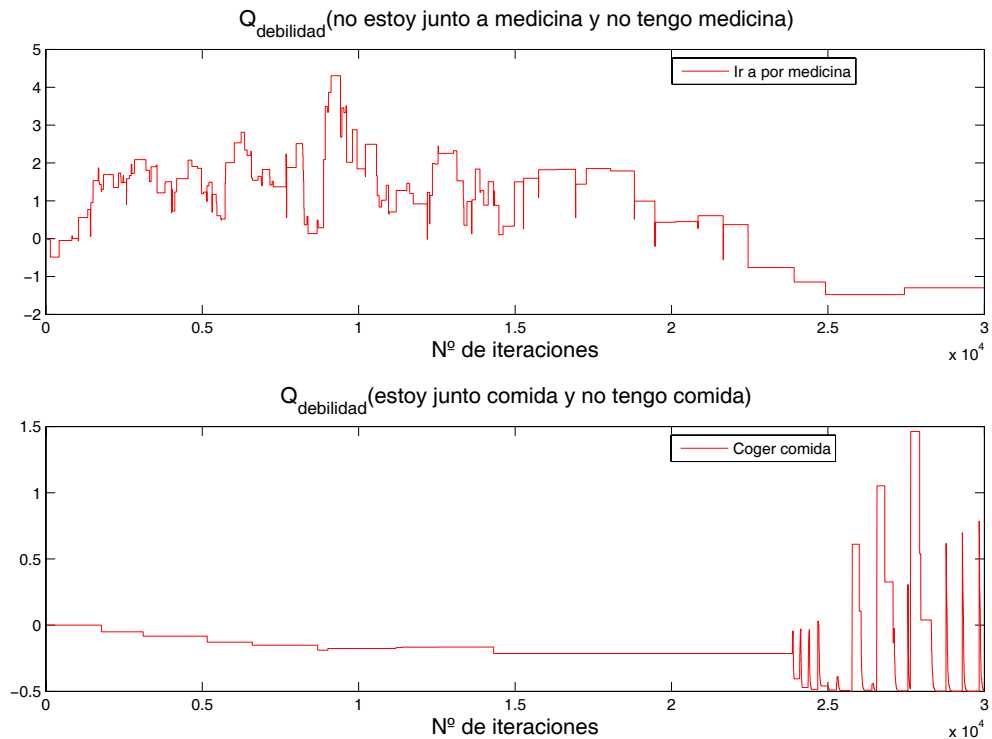 Q_debilidad(no estoy junto a medicina y no tengo medicina)
5
4
3
2
1
0
−1
−2
Ir a por medicina
0 0.5 1 1.5 2 2.5 3
x 10^4
Nº de iteraciones
Q_debilidad(estoy junto comida y no tengo comida)
1.5
1
0.5
0
−0.5
Coger comida
0 0.5 1 1.5 2 2.5 3
x 10^4
Nº de iteraciones